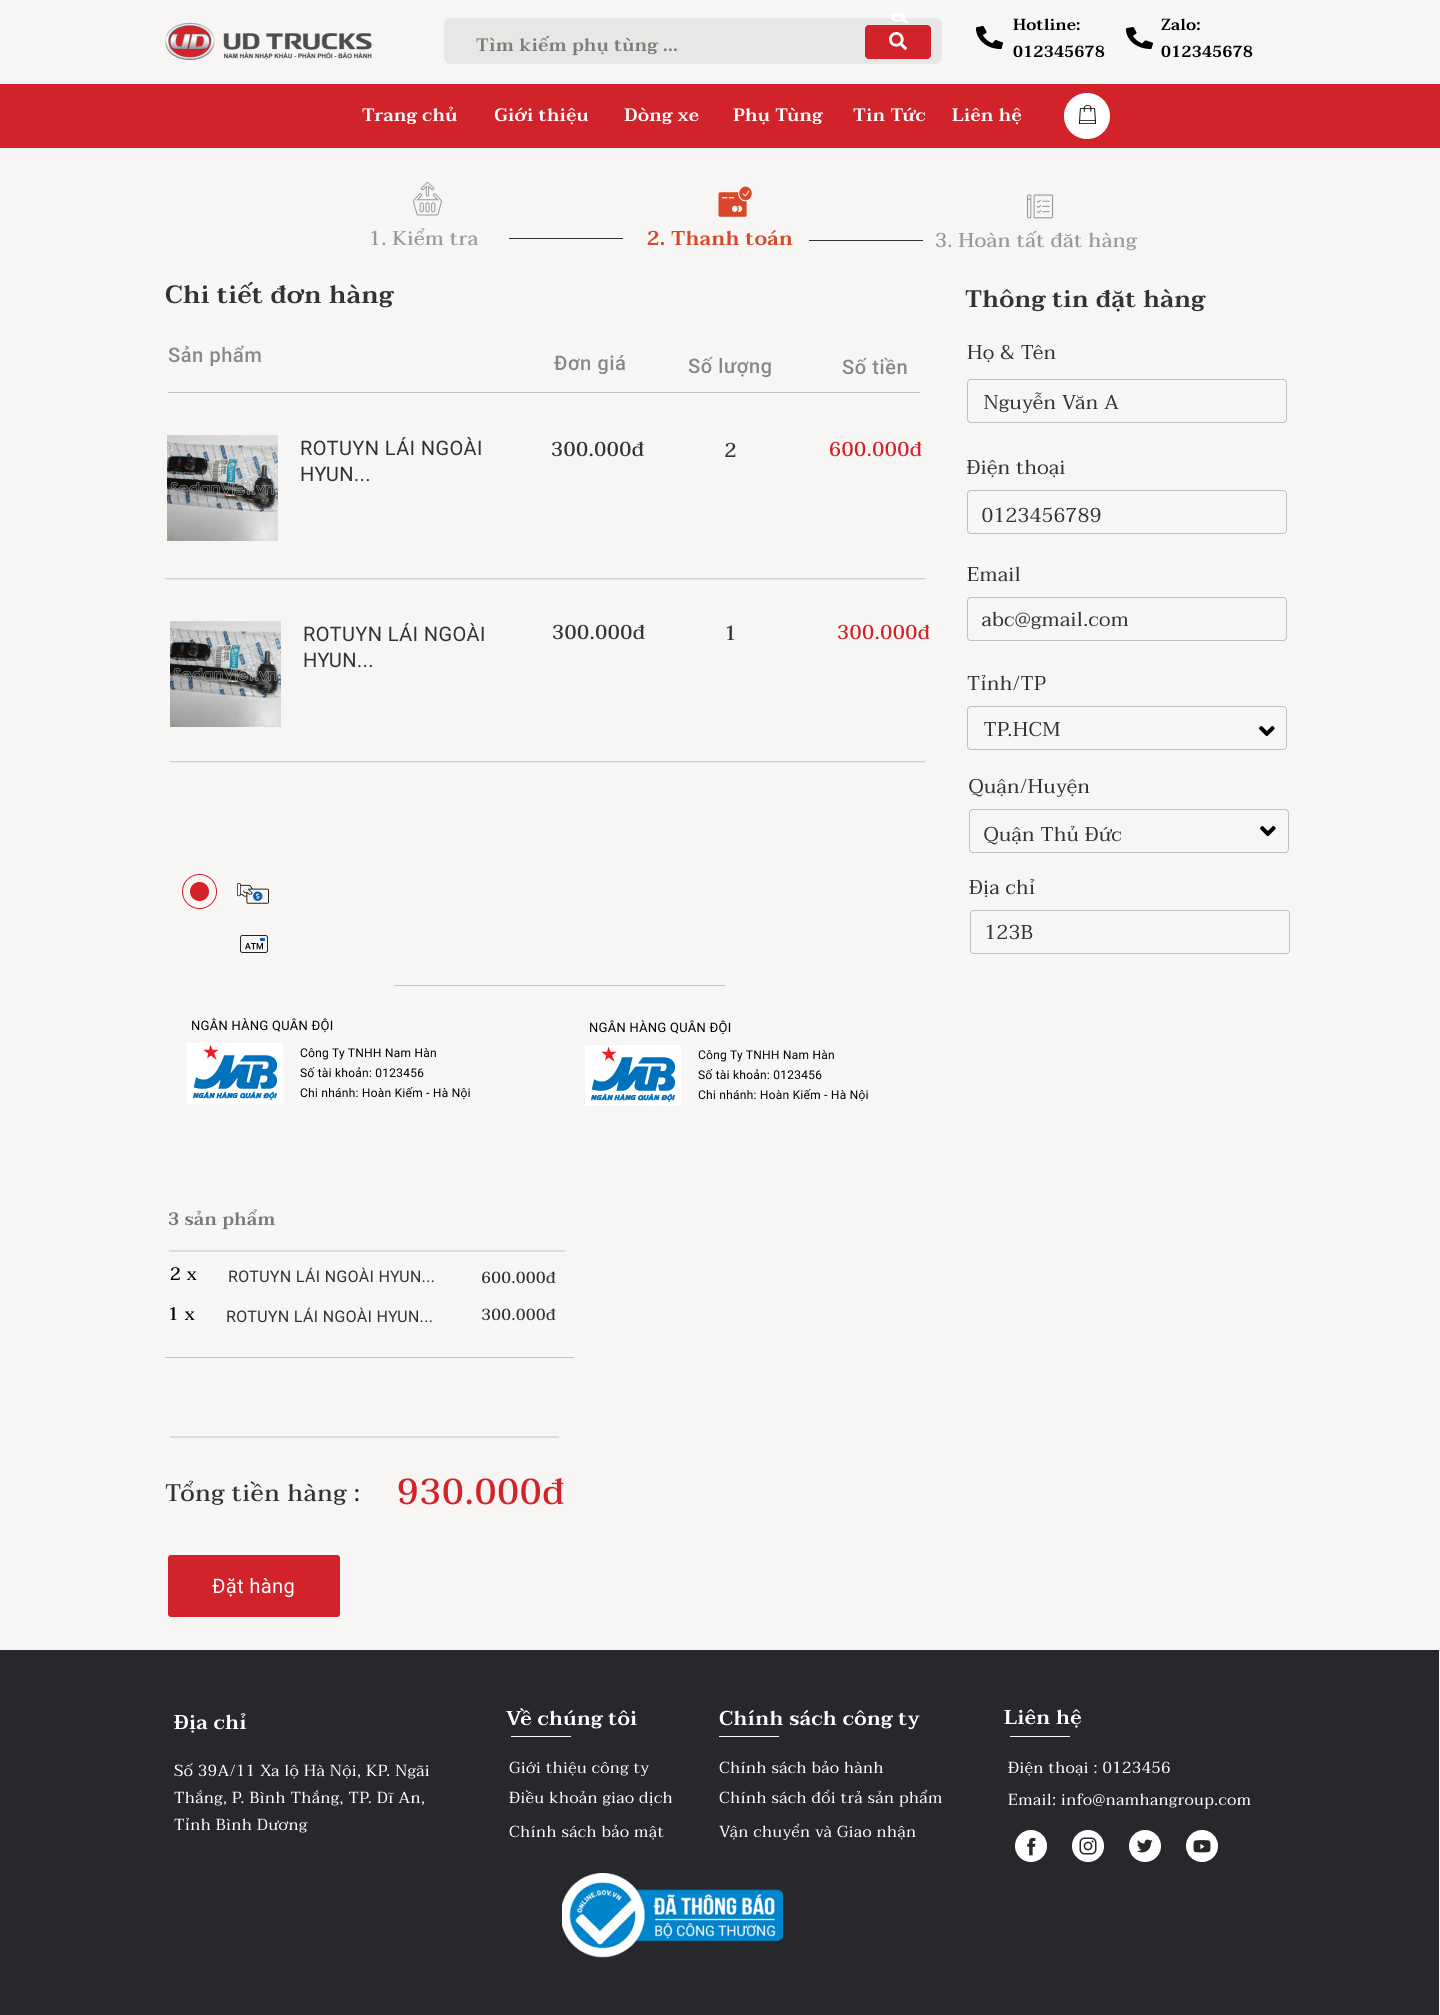 UD TRUCKS
NAM HÀN NHẬP KHẨU - PHÂN PHỐI - BẢO HÀNH
Tìm kiếm phụ tùng ...
Hotline:
012345678
Zalo:
012345678
Trang chủ
Giới thiệu
Dòng xe
Phụ Tùng
Tin Tức
Liên hệ
1. Kiểm tra
2. Thanh toán
3. Hoàn tất đăt hàng
Chi tiết đơn hàng
Sản phẩm
Đơn giá
Số lượng
Số tiền
SedanViet.vn
ROTUYN LÁI NGOÀI
HYUN...
300.000đ
2
600.000đ
SedanViet.vn
ROTUYN LÁI NGOÀI
HYUN...
300.000đ
1
300.000đ
Thông tin đặt hàng
Họ & Tên
Nguyễn Văn A
Điện thoại
0123456789
Email
abc@gmail.com
Tỉnh/TP
TP.HCM
Quận/Huyện
Quận Thủ Đức
Địa chỉ
123B
ATM
NGÂN HÀNG QUÂN ĐỘI
MB
NGÂN HÀNG QUÂN ĐỘI
Công Ty TNHH Nam Hàn
Số tài khoản: 0123456
Chi nhánh: Hoàn Kiếm - Hà Nội
NGÂN HÀNG QUÂN ĐỘI
MB
NGÂN HÀNG QUÂN ĐỘI
Công Ty TNHH Nam Hàn
Số tài khoản: 0123456
Chi nhánh: Hoàn Kiếm - Hà Nội
3 sản phẩm
2 x ROTUYN LÁI NGOÀI HYUN... 600.000đ
1 x ROTUYN LÁI NGOÀI HYUN... 300.000đ
Tổng tiền hàng : 930.000đ
Đặt hàng
Địa chỉ
Số 39A/11 Xa lộ Hà Nội, KP. Ngãi
Thắng, P. Bình Thắng, TP. Dĩ An,
Tỉnh Bình Dương
Về chúng tôi
Giới thiệu công ty
Điều khoản giao dịch
Chính sách bảo mật
Chính sách công ty
Chính sách bảo hành
Chính sách đổi trả sản phẩm
Vận chuyển và Giao nhận
Liên hệ
Điện thoại : 0123456
Email: info@namhangroup.com
ONLINE.GOV.VN
ĐÃ THÔNG BÁO
BỘ CÔNG THƯƠNG